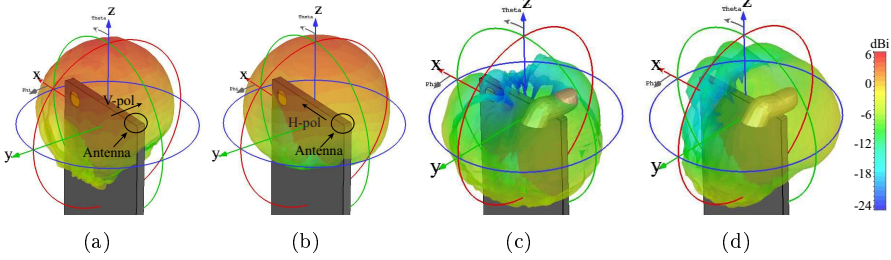 Theta
z
x
Phi
y
V-pol
Antenna
(a)
Theta
z
x
Phi
y
H-pol
Antenna
(b)
Theta
z
x
Phi
y
(c)
Theta
z
x
Phi
y
(d)
dBi
6
0
-6
-12
-18
-24